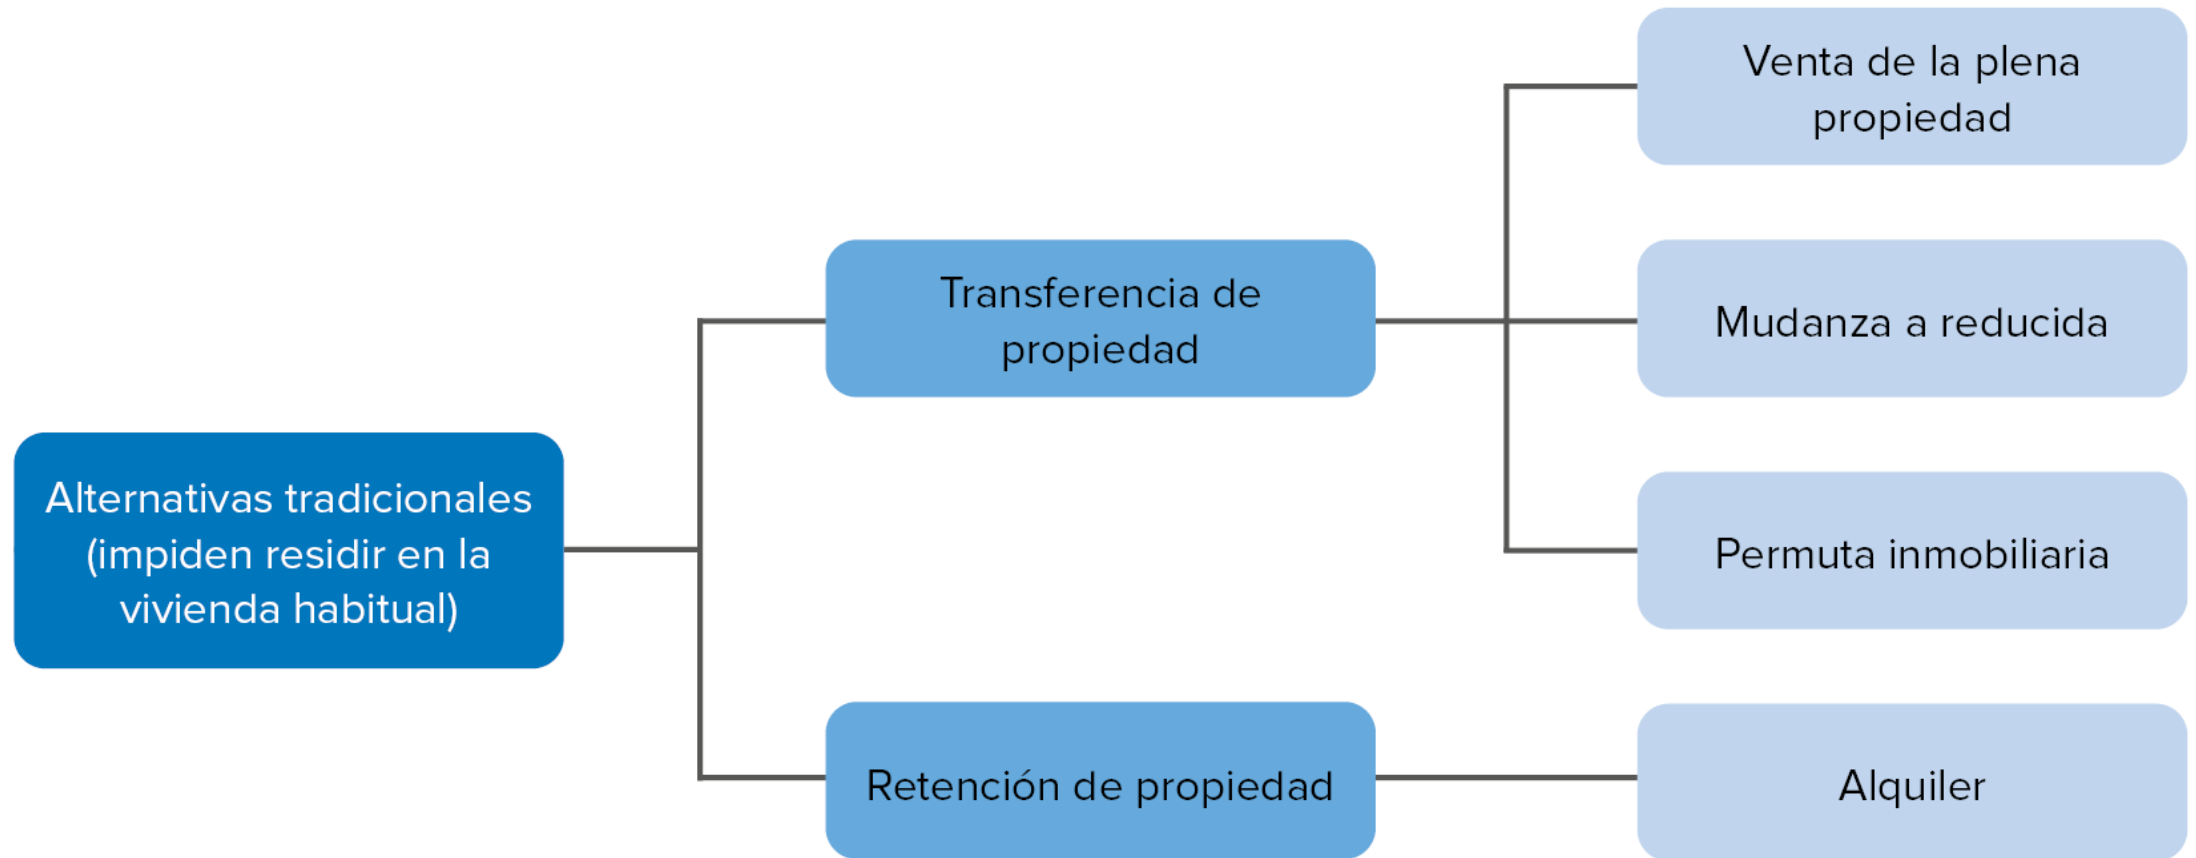 Alternativas tradicionales
(impiden residir en la
vivienda habitual)
Transferencia de
propiedad
Venta de la plena
propiedad
Mudanza a reducida
Permuta inmobiliaria
Retención de propiedad
Alquiler